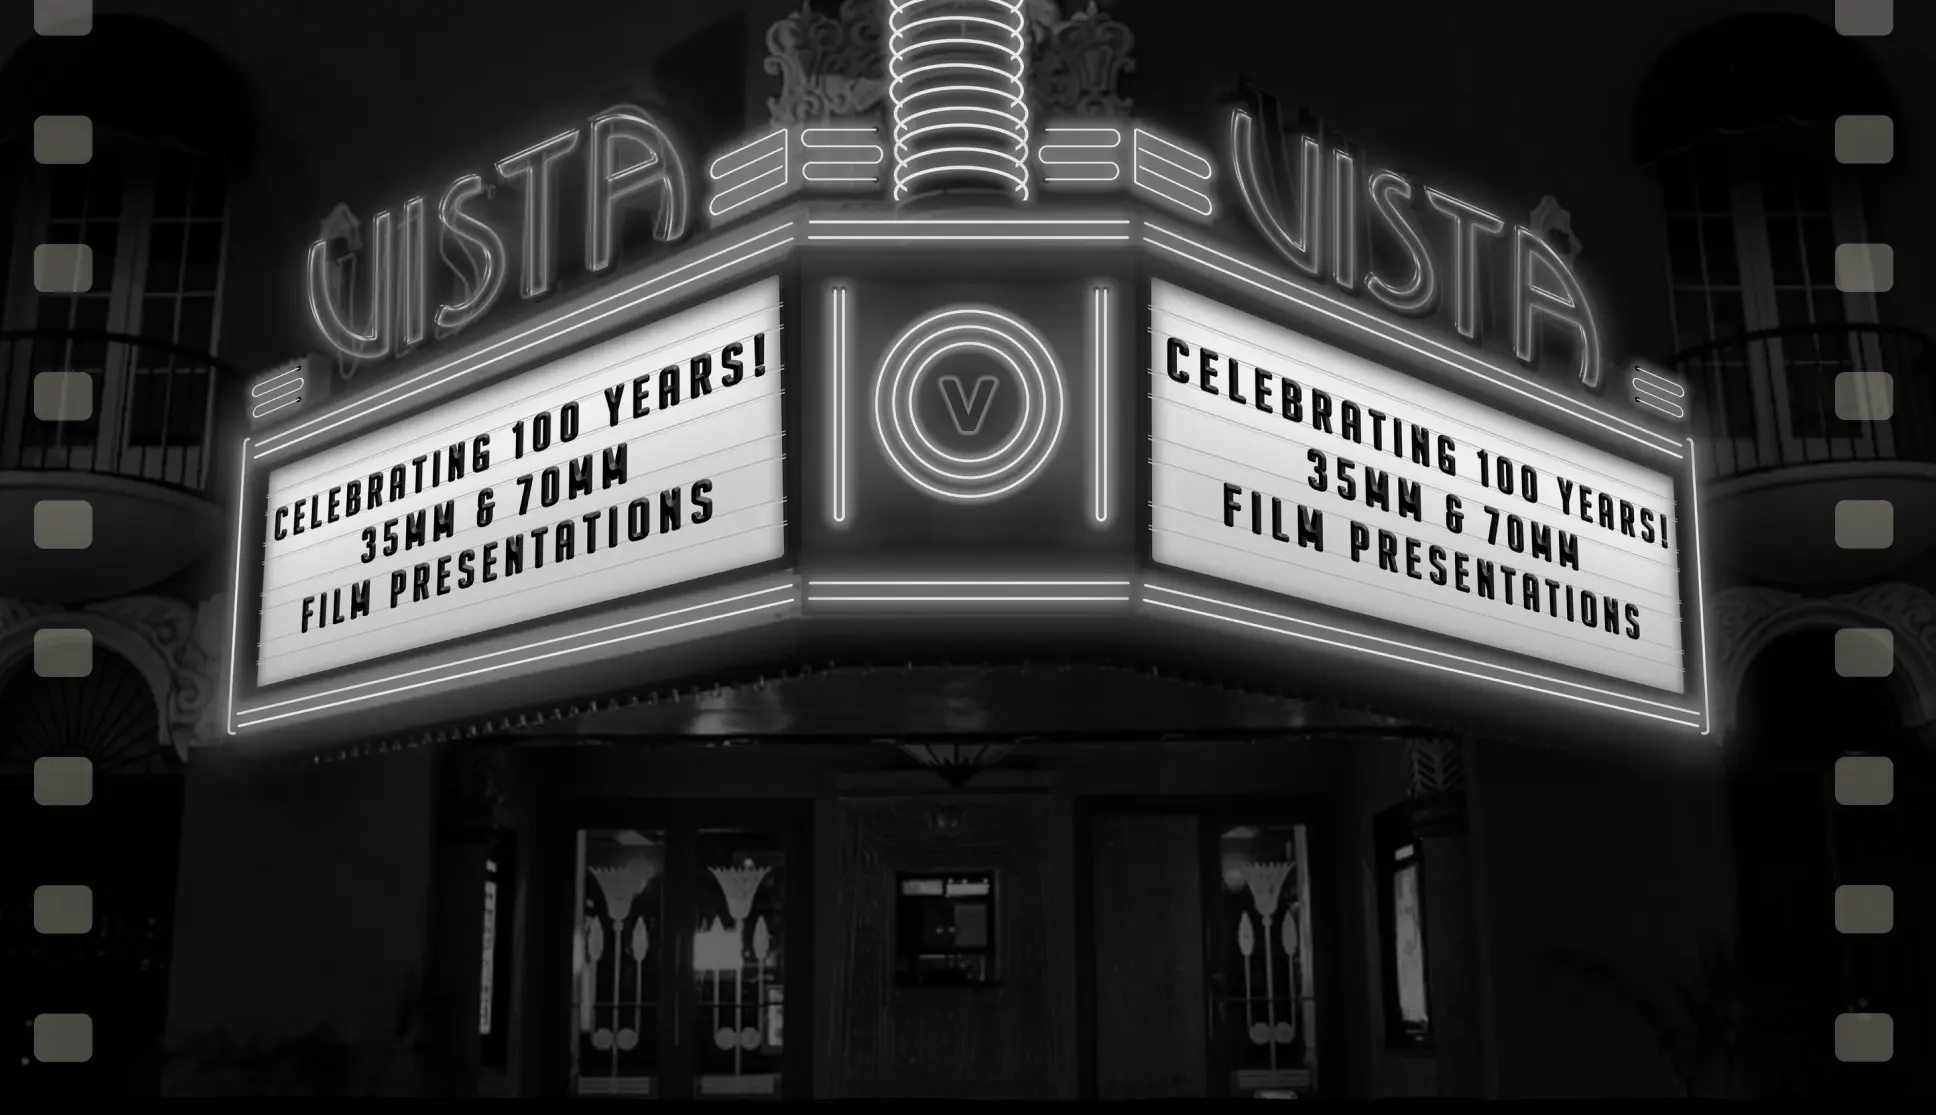 VISTA
CELEBRATING 100 YEARS!
35MM & 70MM
FILM PRESENTATIONS
V
VISTA
CELEBRATING 100 YEARS!
35MM & 70MM
FILM PRESENTATIONS